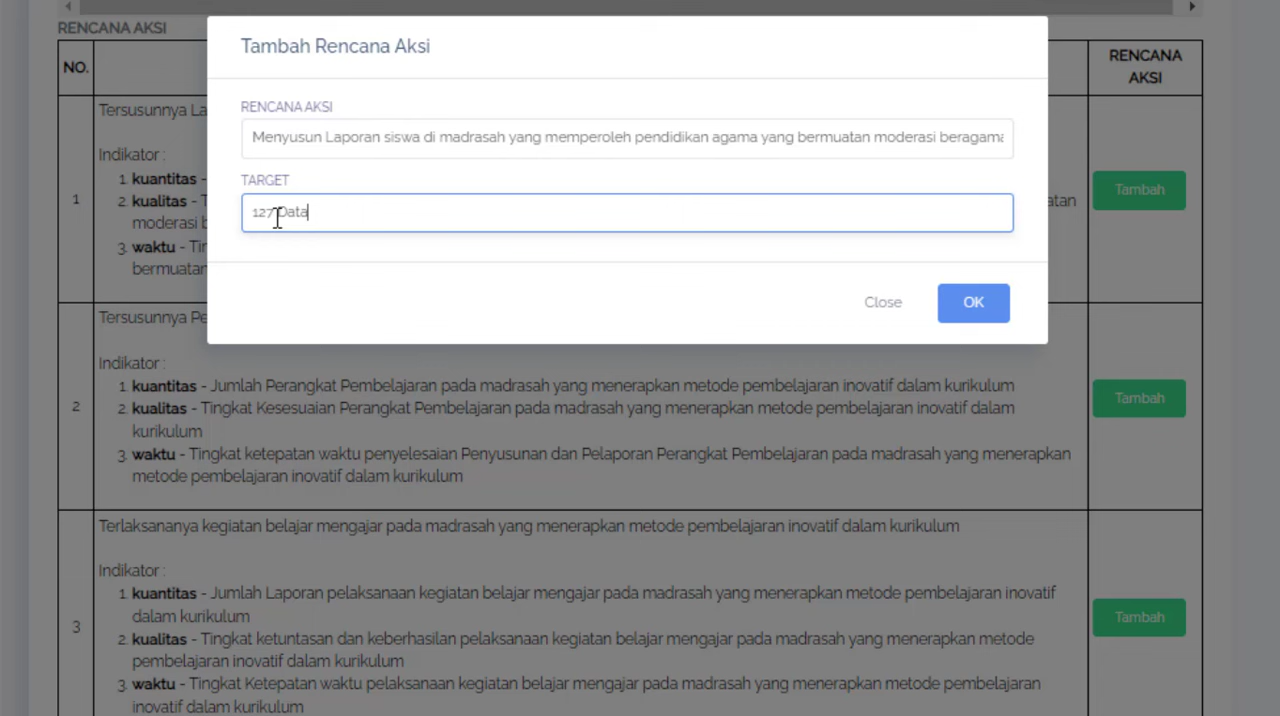 RENCANA AKSI
NO.
RENCANA
AKSI
Tambah Rencana Aksi
RENCANA AKSI
Menyusun Laporan siswa di madrasah yang memperoleh pendidikan agama yang bermuatan moderasi beragama
TARGET
127 Data
Close
OK
1
Tersusunnya La
Indikator :
1. kuantitas -
2. kualitas - T
atan
moderasi b
3. waktu - Tin
bermuatan
Tambah
2
Tersusunnya Pe
Indikator :
1. kuantitas - Jumlah Perangkat Pembelajaran pada madrasah yang menerapkan metode pembelajaran inovatif dalam kurikulum
2. kualitas - Tingkat Kesesuaian Perangkat Pembelajaran pada madrasah yang menerapkan metode pembelajaran inovatif dalam
kurikulum
3. waktu - Tingkat ketepatan waktu penyelesaian Penyusunan dan Pelaporan Perangkat Pembelajaran pada madrasah yang menerapkan
metode pembelajaran inovatif dalam kurikulum
Tambah
3
Terlaksananya kegiatan belajar mengajar pada madrasah yang menerapkan metode pembelajaran inovatif dalam kurikulum
Indikator :
1. kuantitas - Jumlah Laporan pelaksanaan kegiatan belajar mengajar pada madrasah yang menerapkan metode pembelajaran inovatif
dalam kurikulum
2. kualitas - Tingkat ketuntasan dan keberhasilan pelaksanaan kegiatan belajar mengajar pada madrasah yang menerapkan metode
pembelajaran inovatif dalam kurikulum
3. waktu - Tingkat Ketepatan waktu pelaksanaan kegiatan belajar mengajar pada madrasah yang menerapkan metode pembelajaran
inovatif dalam kurikulum
Tambah